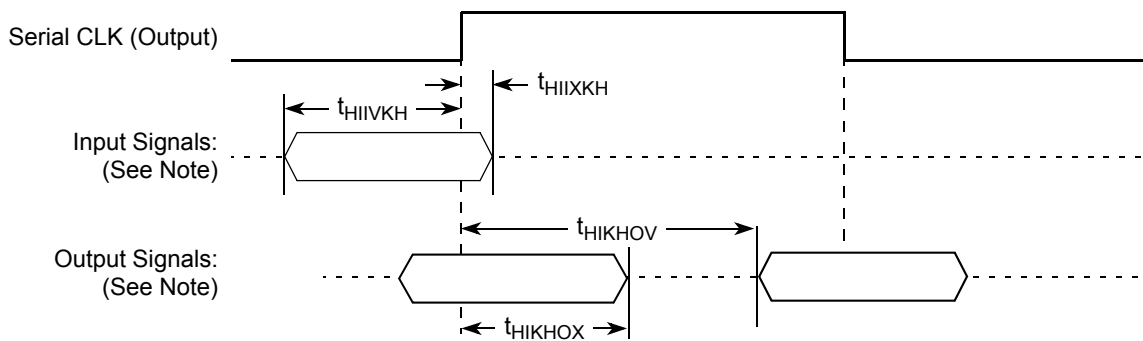 Serial CLK (Output)
tHIIXKH
tHIIVKH
Input Signals:
(See Note)
tHIKHOV
Output Signals:
(See Note)
tHIKHOX